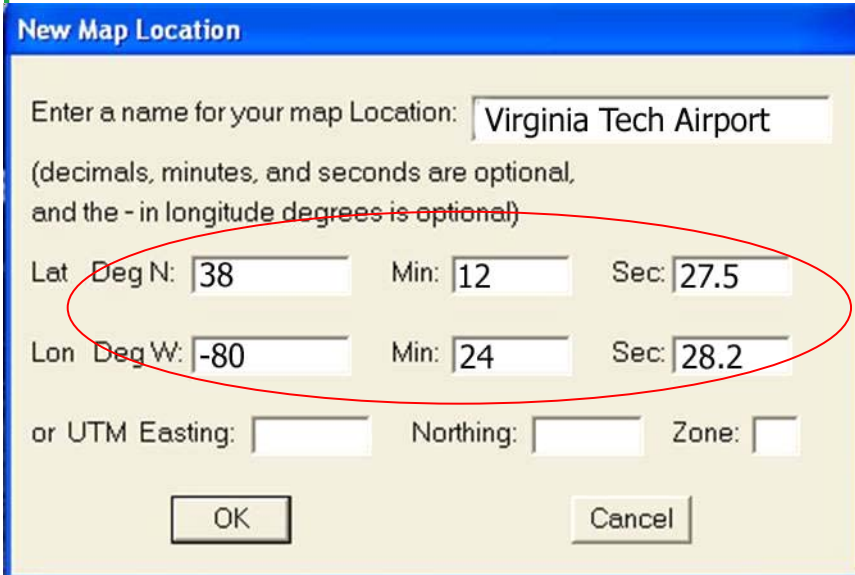 New Map Location
Enter a name for your map Location: Virginia Tech Airport
(decimals, minutes, and seconds are optional,
and the - in longitude degrees is optional)
Lat Deg N: 38 Min: 12 Sec: 27.5
Lon Deg W: -80 Min: 24 Sec: 28.2
or UTM Easting: Northing: Zone:
OK Cancel